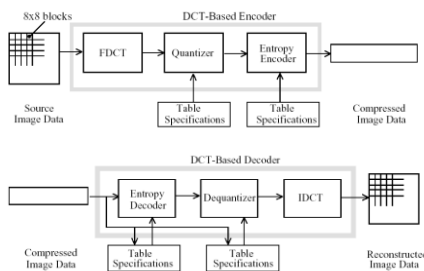 DCT-Based Encoder
8x8 blocks
FDCT
Quantizer
Entropy
Encoder
Source
Image Data
Table
Specifications
Table
Specifications
Compressed
Image Data
DCT-Based Decoder
Entropy
Decoder
Dequantizer
IDCT
Compressed
Image Data
Table
Specifications
Table
Specifications
Reconstructed
Image Data